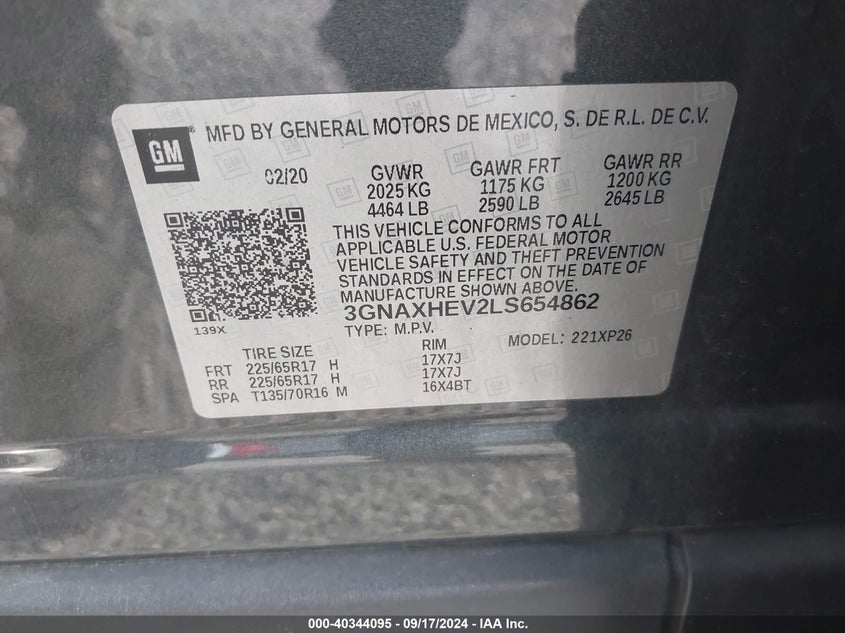 GM
MFD BY GENERAL MOTORS DE MEXICO, S. DE R.L. DE C.V.
02/20 GVWR GAWR FRT GAWR RR
2025 KG 1175 KG 1200 KG
4464 LB 2590 LB 2645 LB
THIS VEHICLE CONFORMS TO ALL
APPLICABLE U.S. FEDERAL MOTOR
VEHICLE SAFETY AND THEFT PREVENTION
STANDARDS IN EFFECT ON THE DATE OF
MANUFACTURE SHOWN ABOVE.
139X
3GNAXHEV2LS654862
TYPE: M.P.V. MODEL: 221XP26
TIRE SIZE RIM
FRT 225/65R17 H 17X7J
RR 225/65R17 H 17X7J
SPA T135/70R16 M 16X4BT
000-40344095 - 09/17/2024 - IAA Inc.